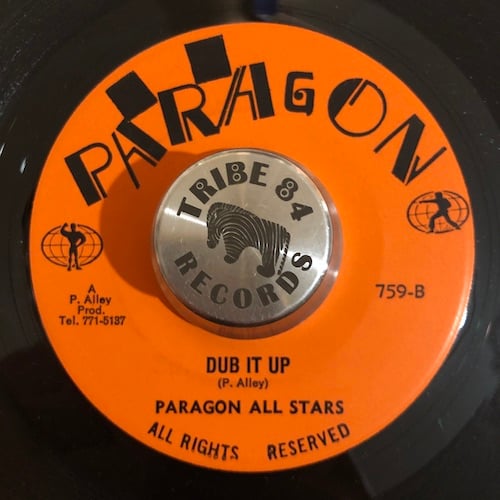 PARAGON
TRIBE 84
RECORDS
A
P. Alley
Prod.
Tel. 771-5137
759-B
DUB IT UP
(P. Alley)
PARAGON ALL STARS
ALL RIGHTS RESERVED